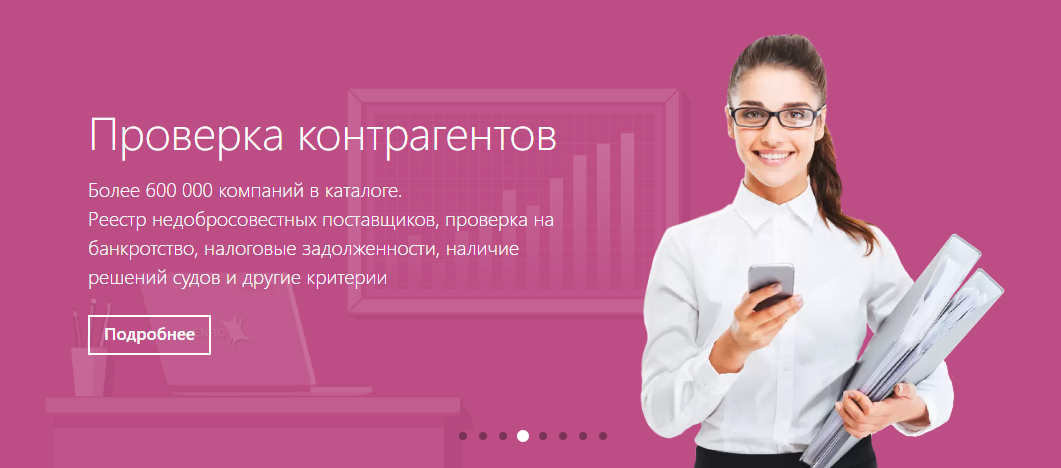 Проверка контрагентов
Более 600 000 компаний в каталоге.
Реестр недобросовестных поставщиков, проверка на
банкротство, налоговые задолженности, наличие
решений судов и другие критерии
Подробнее